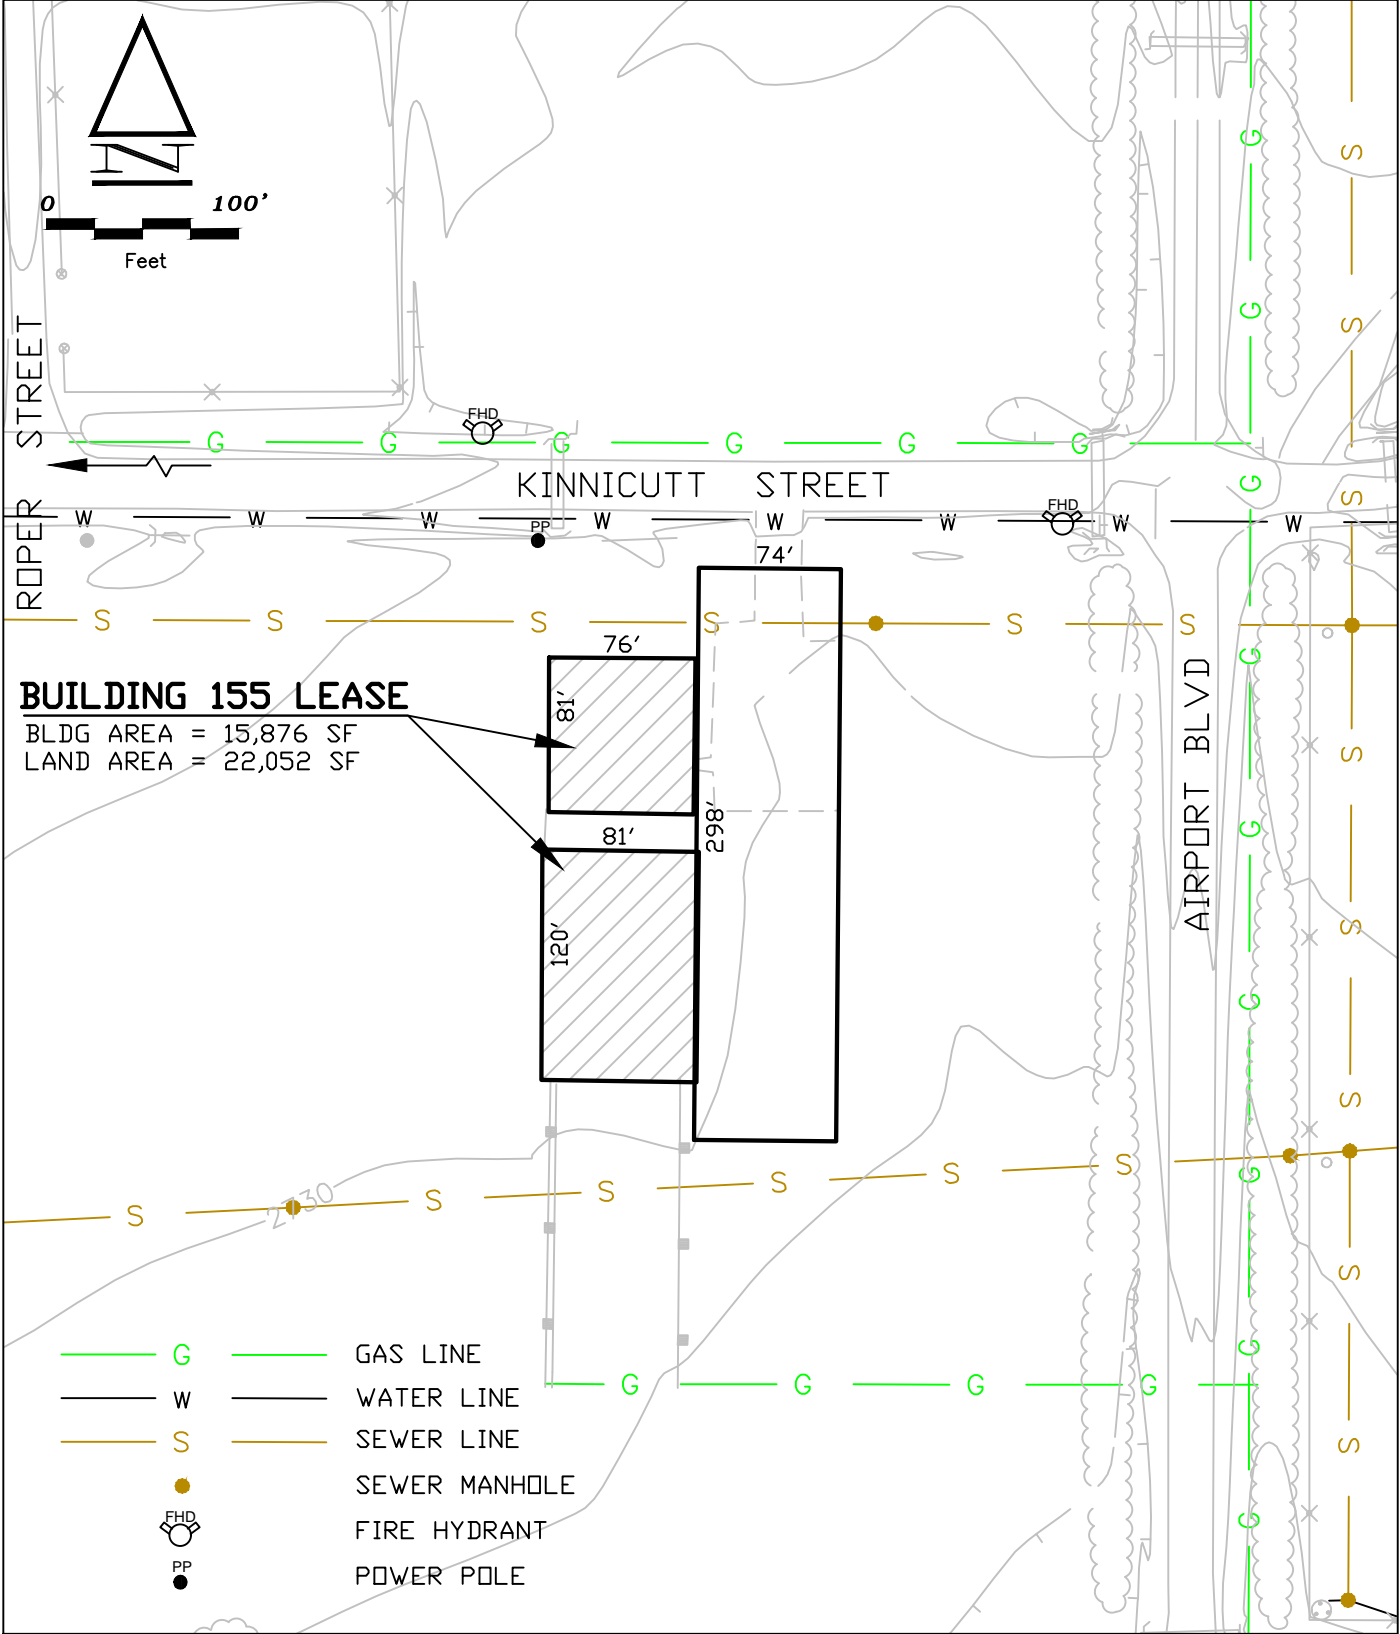 N
0 100'
Feet
ROPER STREET
FHD
G G G G G G
KINNICUTT STREET
W W W W W W W W
PP
FHD
74'
S S S S S S
76'
81'
BUILDING 155 LEASE
BLDG AREA = 15,876 SF
LAND AREA = 22,052 SF
81'
298'
120'
AIRPORT BLVD
G G G G G G G G G
S S S S S S S S
2730
S S S S S S
G G G G
G GAS LINE
W WATER LINE
S SEWER LINE
SEWER MANHOLE
FHD FIRE HYDRANT
PP POWER POLE